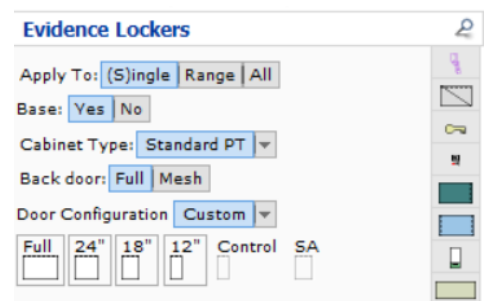 Evidence Lockers
Apply To: (S)ingle Range All
Base: Yes No
Cabinet Type: Standard PT
Back door: Full Mesh
Door Configuration Custom
Full 24" 18" 12" Control SA